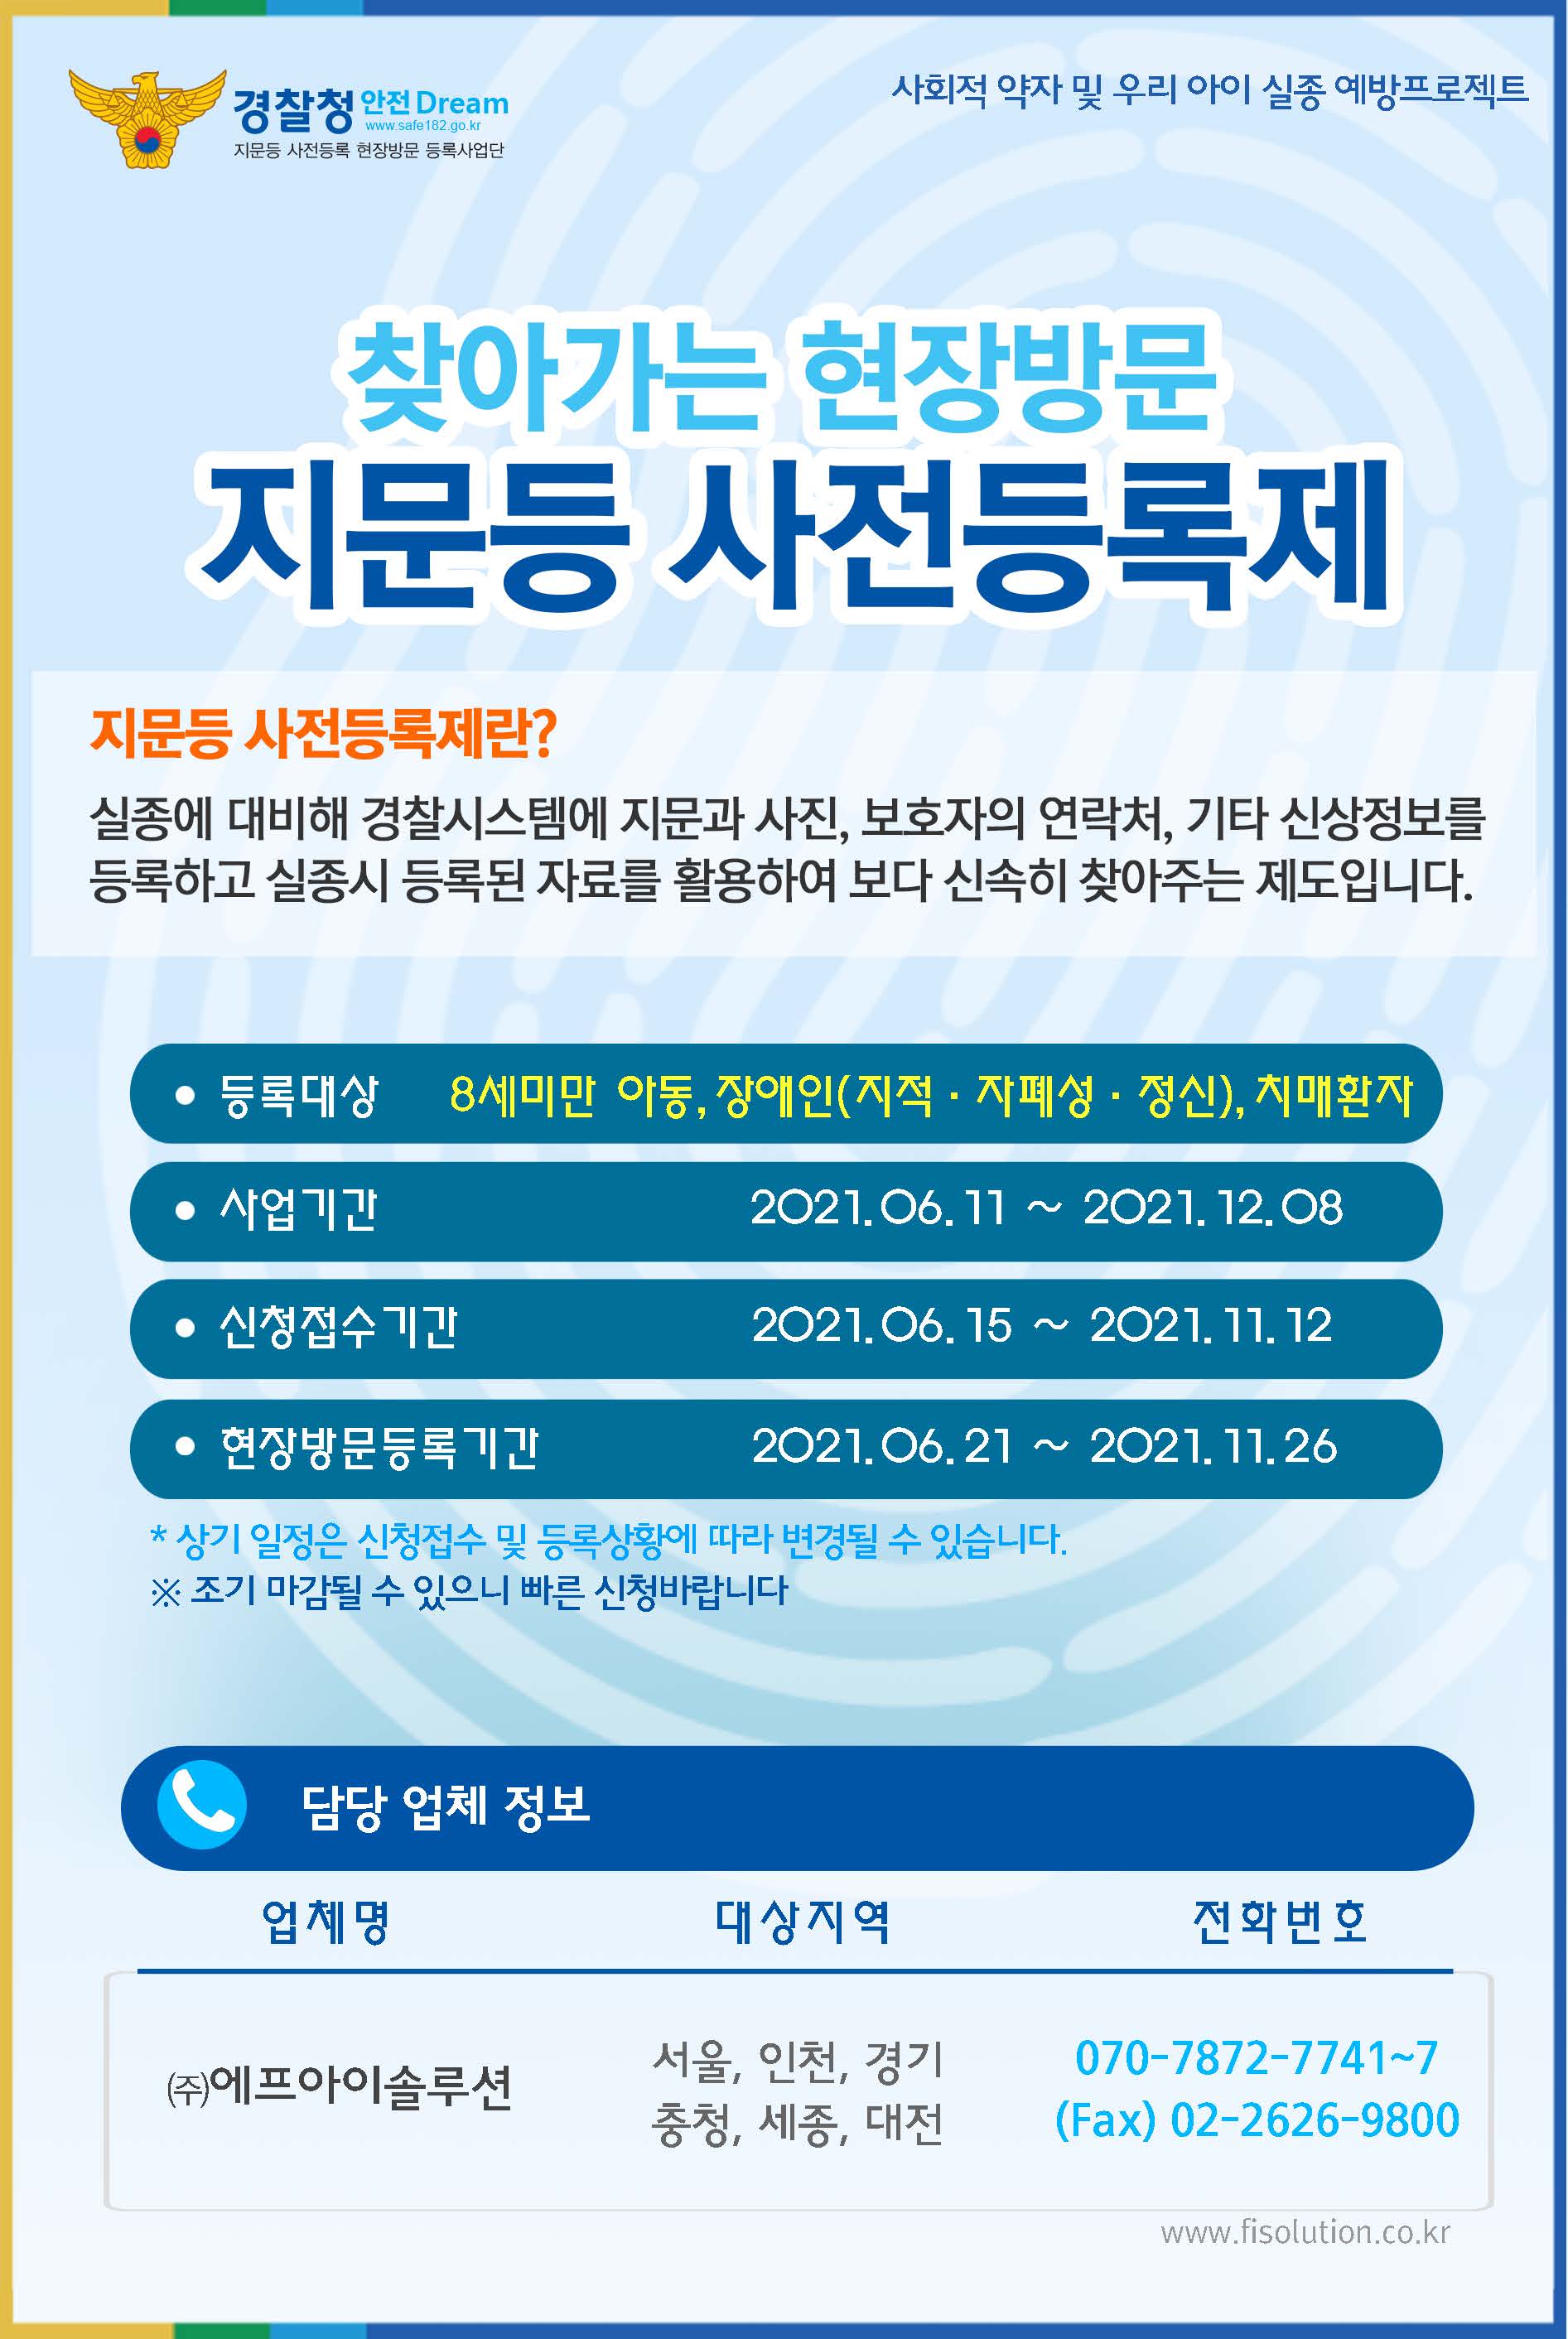 경찰청 안전Dream
www.safe182.go.kr
지문등 사전등록 현장방문 등록사업단
사회적 약자 및 우리 아이 실종 예방프로젝트
찾아가는 현장방문
지문등 사전등록제
지문등 사전등록제란?
실종에 대비해 경찰시스템에 지문과 사진, 보호자의 연락처, 기타 신상정보를
등록하고 실종시 등록된 자료를 활용하여 보다 신속히 찾아주는 제도입니다.
• 등록대상 8세미만 아동, 장애인(지적 · 자폐성 · 정신), 치매환자
• 사업기간 2021. 06. 11 ~ 2021. 12. 08
• 신청접수기간 2021. 06. 15 ~ 2021. 11. 12
• 현장방문등록기간 2021. 06. 21 ~ 2021. 11. 26
* 상기 일정은 신청접수 및 등록상황에 따라 변경될 수 있습니다.
※ 조기 마감될 수 있으니 빠른 신청바랍니다
담당 업체 정보
업체명 대상지역 전화번호
㈜에프아이솔루션
서울, 인천, 경기
충청, 세종, 대전
070-7872-7741~7
(Fax) 02-2626-9800
www.fisolution.co.kr